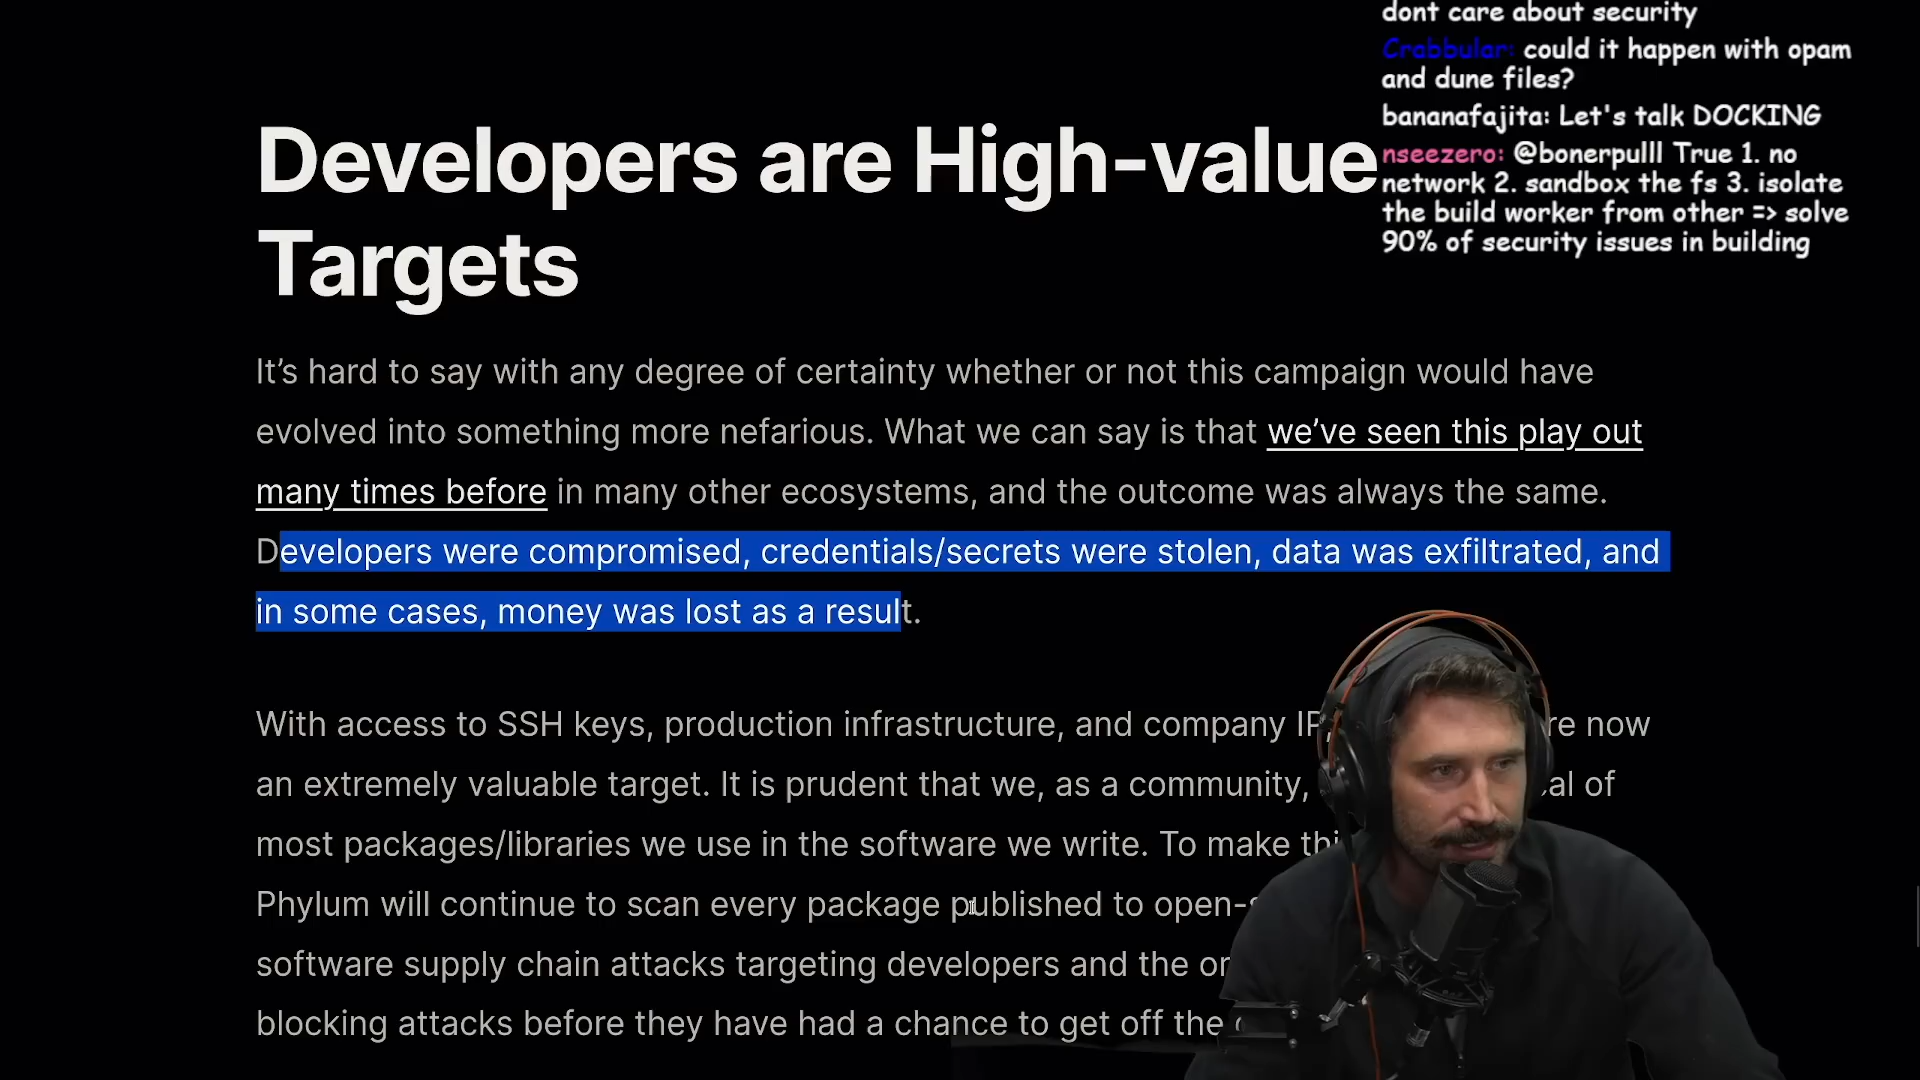 dont care about security
Crabbular: could it happen with opam
and dune files?
bananafajita: Let's talk DOCKING
nseezero: @bonerpulll True 1. no
network 2. sandbox the fs 3. isolate
the build worker from other => solve
90% of security issues in building
Developers are High-value
Targets
It’s hard to say with any degree of certainty whether or not this campaign would have
evolved into something more nefarious. What we can say is that we’ve seen this play out
many times before in many other ecosystems, and the outcome was always the same.
Developers were compromised, credentials/secrets were stolen, data was exfiltrated, and
in some cases, money was lost as a result.
With access to SSH keys, production infrastructure, and company IP, re now
an extremely valuable target. It is prudent that we, as a community, al of
most packages/libraries we use in the software we write. To make thi
Phylum will continue to scan every package published to open-s
software supply chain attacks targeting developers and the or
blocking attacks before they have had a chance to get off the